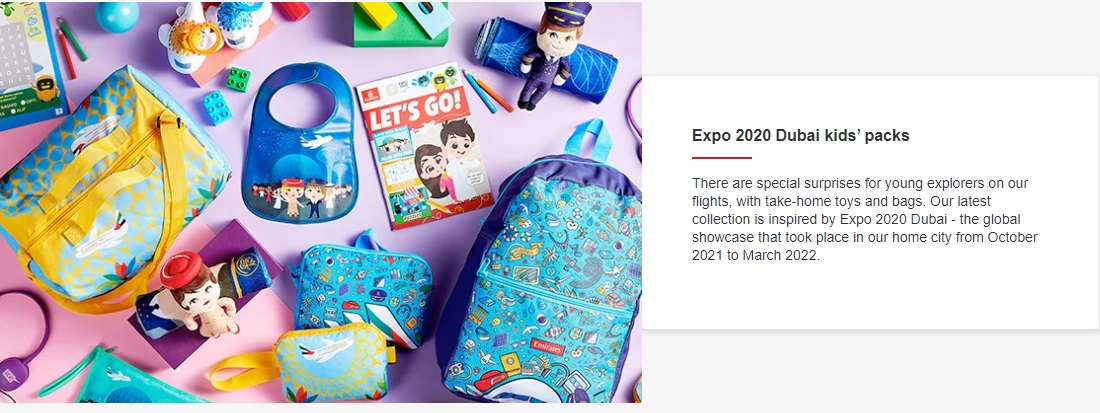 LET'S GO!
Emirates
Expo 2020 Dubai kids’ packs
There are special surprises for young explorers on our
flights, with take-home toys and bags. Our latest
collection is inspired by Expo 2020 Dubai - the global
showcase that took place in our home city from October
2021 to March 2022.